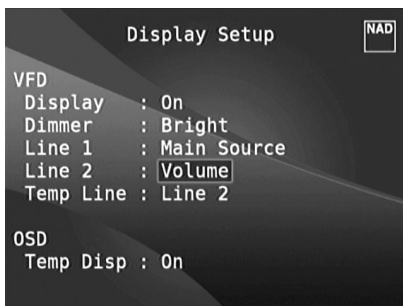 Display Setup
NAD
VFD
Display : On
Dimmer : Bright
Line 1 : Main Source
Line 2 : Volume
Temp Line : Line 2
OSD
Temp Disp : On